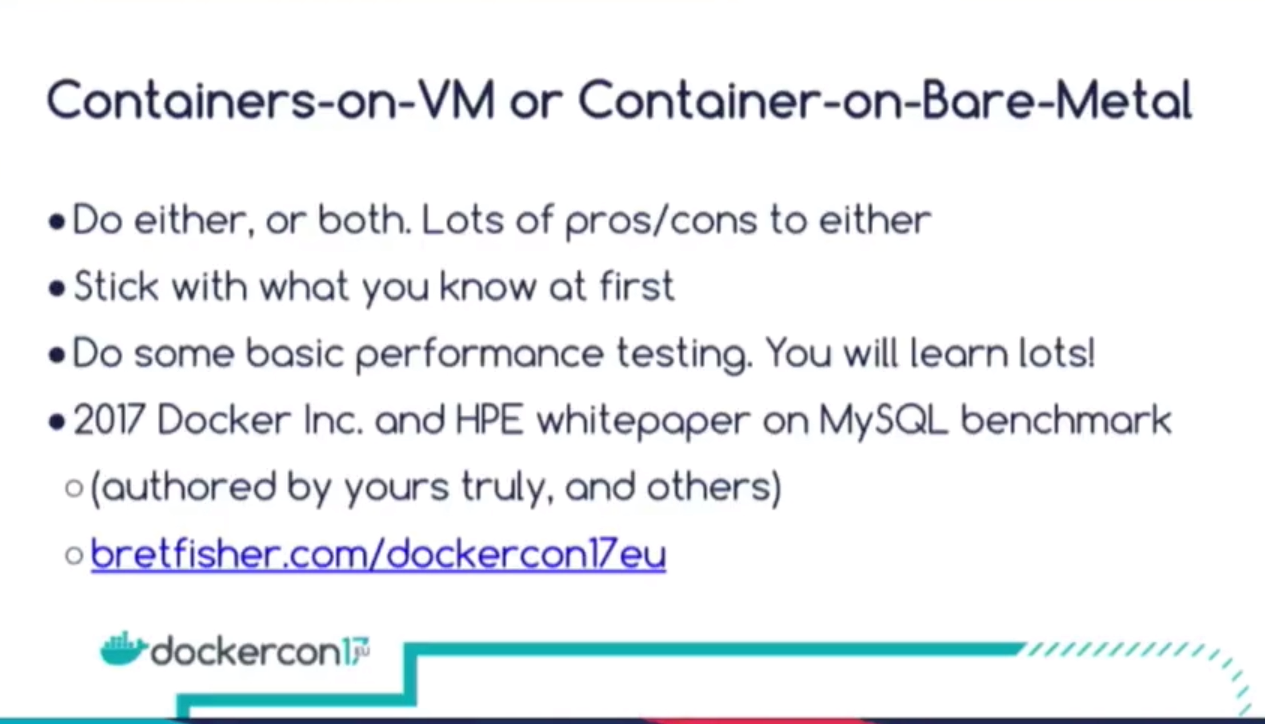 Containers-on-VM or Container-on-Bare-Metal
•Do either, or both. Lots of pros/cons to either
•Stick with what you know at first
•Do some basic performance testing. You will learn lots!
•2017 Docker Inc. and HPE whitepaper on MySQL benchmark
○(authored by yours truly, and others)
○bretfisher.com/dockercon17eu
dockercon17 EU